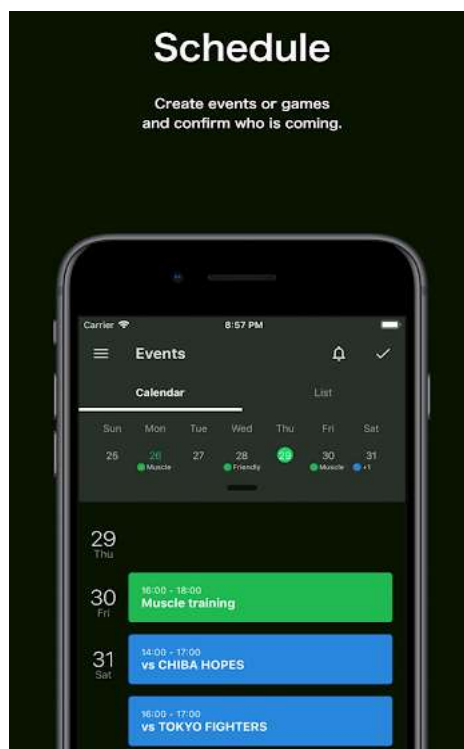 Schedule
Create events or games
and confirm who is coming.
Carrier 8:57 PM
Events
Calendar List
Sun Mon Tue Wed Thu Fri Sat
25 26 27 28 29 30 31
Muscle Friendly Muscle +1
29
Thu
16:00 - 18:00
30 Muscle training
Fri
14:00 - 17:00
31 vs CHIBA HOPES
Sat
16:00 - 17:00
vs TOKYO FIGHTERS